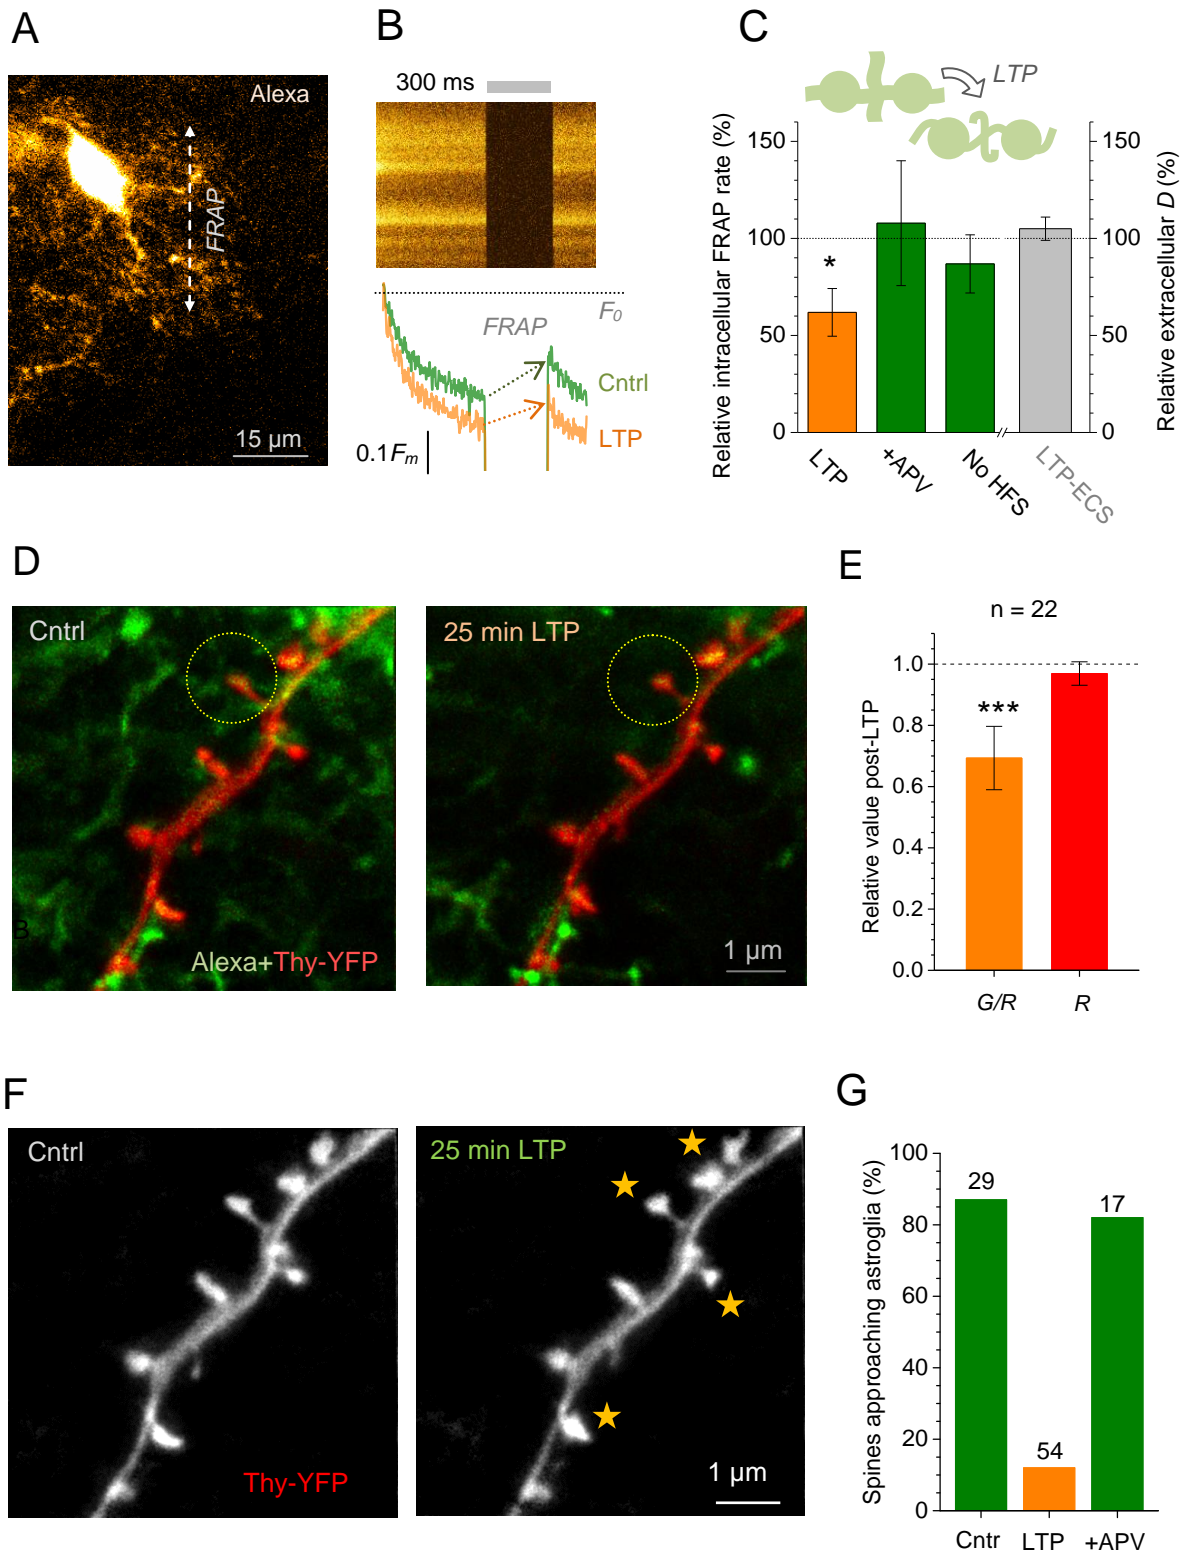 A
Alexa
FRAP
15 µm
B
300 ms
F0
FRAP
Cntrl
LTP
0.1Fm
C
LTP
Relative intracellular FRAP rate (%)
150
100
50
0
*
150
100
50
0
Relative extracellular D (%)
LTP
+APV
No HFS
LTP-ECS
D
Cntrl
B
Alexa+Thy-YFP
25 min LTP
1 µm
E
n = 22
Relative value post-LTP
1.0
0.8
0.6
0.4
0.2
0.0
***
G/R
R
F
Cntrl
Thy-YFP
25 min LTP
1 µm
G
Spines approaching astroglia (%)
100
80
60
40
20
0
29
54
17
Cntr
LTP
+APV